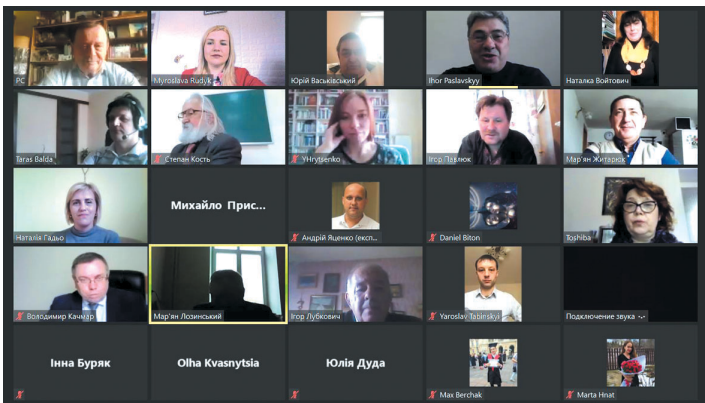 PC
Myroslava Rudyk
Юрій Васьківський
Ihor Paslavskyy
Наталка Войтович
Taras Balda
Степан Кость
YHrytsenko
Ігор Павлюк
Мар'ян Житарюк
Наталія Гадьо
Михайло Прис...
Андрій Яценко (експ...
Daniel Biton
Toshiba
Володимир Качмар
Мар'ян Лозинський
Ігор Лубкович
Yaroslav Tabinskyi
Подключение звука
Інна Буряк
Olha Kvasnytsia
Юлія Дуда
Max Berchak
Marta Hnat